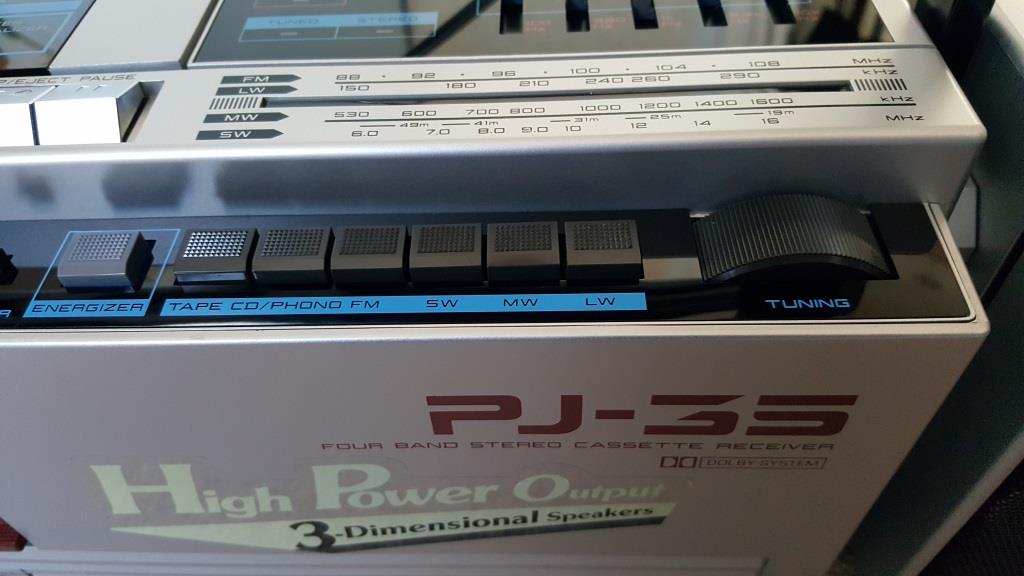 TUNED STEREO
/EJECT PAUSE
FM 88 · 92 · 96 · 100 · 104 · 108 MHz
LW 150 180 210 240 260 290 kHz
MW 530 600 700 800 1000 1200 1400 1600 kHz
49m 41m 31m 25m 19m
SW 6.0 7.0 8.0 9.0 10 12 14 16 MHz
ENERGIZER TAPE CD/PHONO FM SW MW LW TUNING
PJ-35
FOUR BAND STEREO CASSETTE RECEIVER
DOLBY SYSTEM
High Power Output
3-Dimensional Speakers